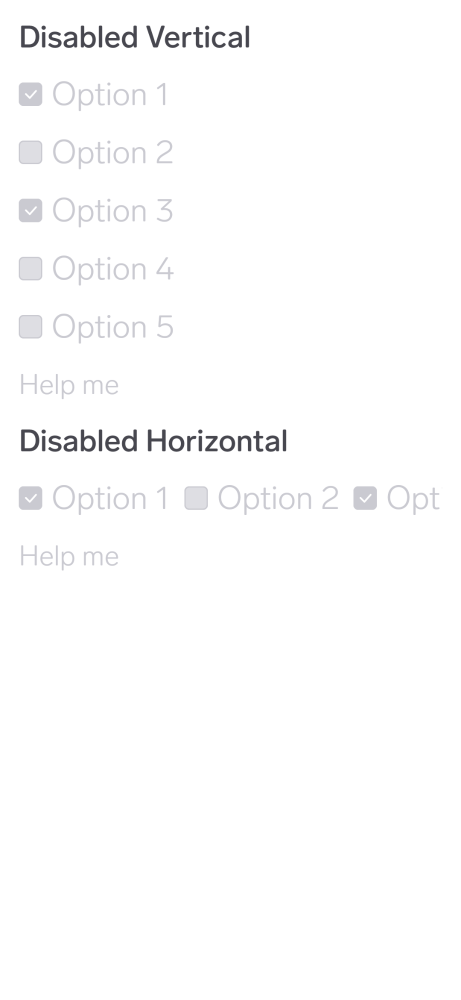 Disabled Vertical
Option 1
Option 2
Option 3
Option 4
Option 5
Help me
Disabled Horizontal
Option 1 Option 2 Opt
Help me